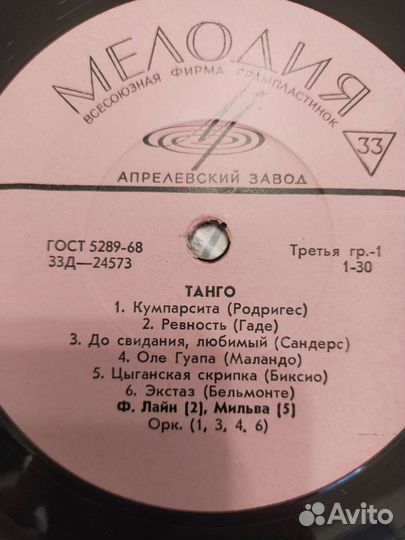 МЕЛОДИЯ
ВСЕСОЮЗНАЯ ФИРМА ГРАМПЛАСТИНОК
33
АПРЕЛЕВСКИЙ ЗАВОД
ГОСТ 5289-68
33Д—24573
Третья гр.-1
1-30
ТАНГО
1. Кумпарсита (Родригес)
2. Ревность (Гаде)
3. До свидания, любимый (Сандерс)
4. Оле Гуапа (Маландо)
5. Цыганская скрипка (Биксио)
6. Экстаз (Бельмонте)
Ф. Лайн (2), Мильва (5)
Орк. (1, 3, 4, 6)
Avito